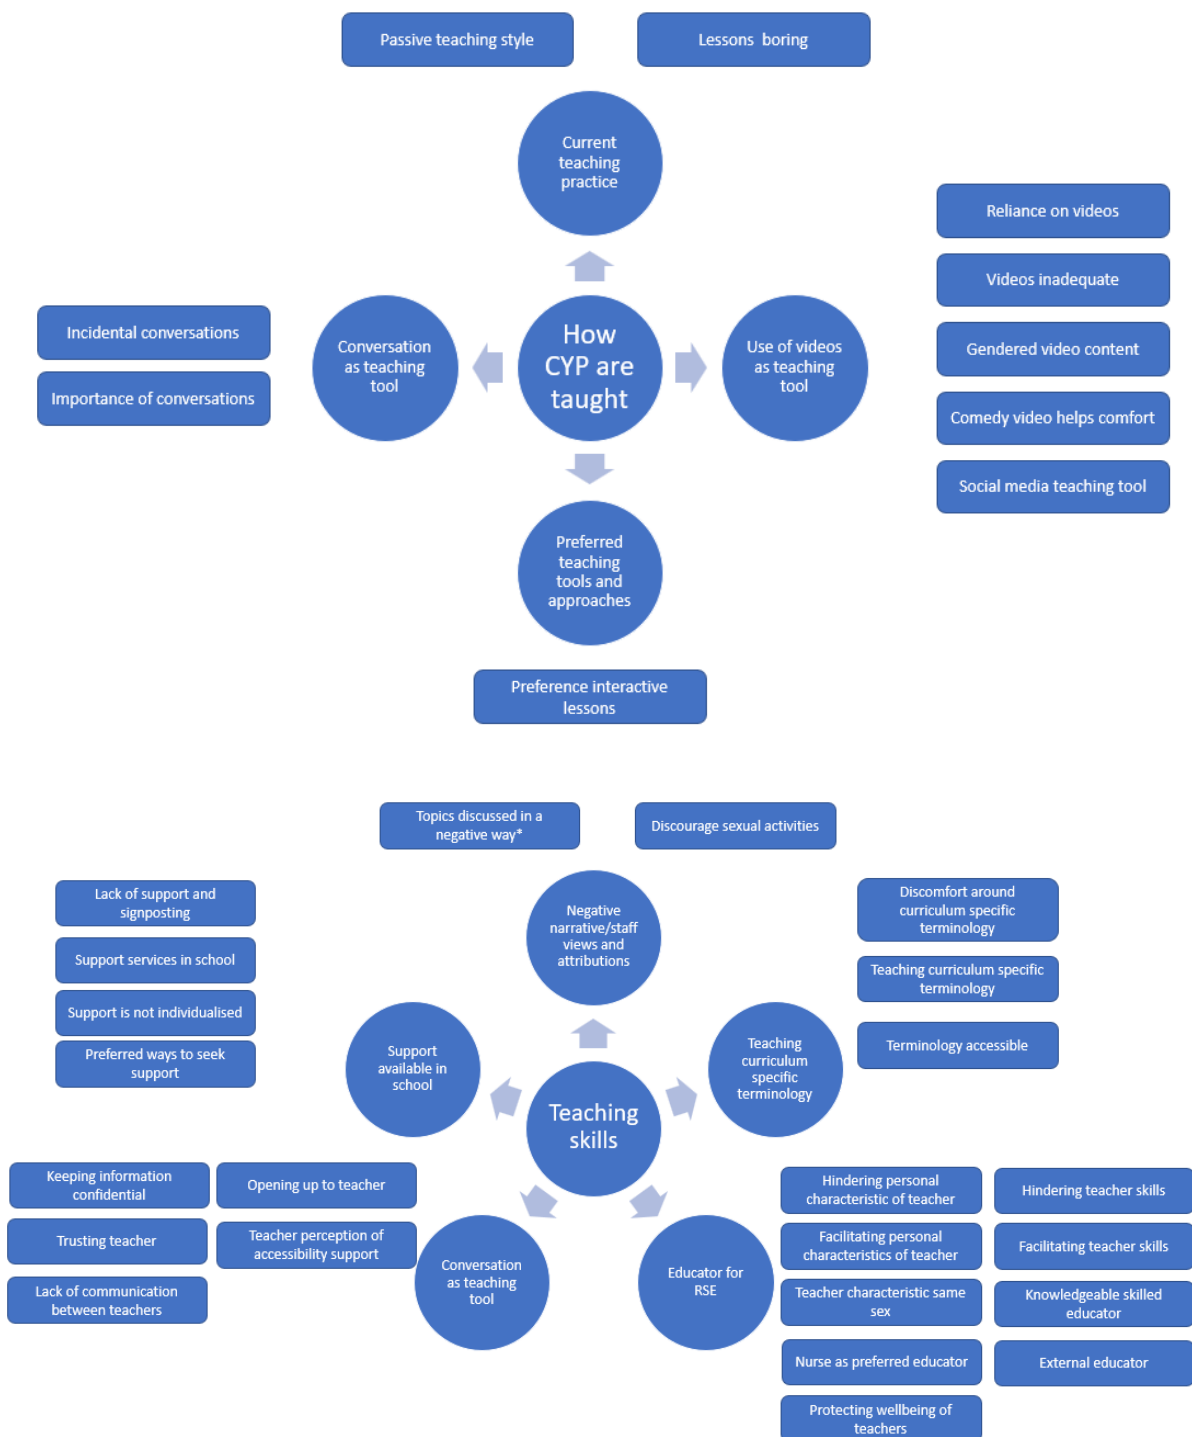 Passive teaching style
Lessons boring
Current
teaching
practice
Reliance on videos
Videos inadequate
Gendered video content
Comedy video helps comfort
Social media teaching tool
Incidental conversations
Importance of conversations
Conversation
as teaching
tool
How
CYP are
taught
Use of videos
as teaching
tool
Preferred
teaching
tools and
approaches
Preference interactive
lessons
Topics discussed in a
negative way*
Discourage sexual activities
Negative
narrative/staff
views and
attributions
Lack of support and
signposting
Support services in school
Support is not individualised
Preferred ways to seek
support
Support
available in
school
Discomfort around
curriculum specific
terminology
Teaching curriculum specific
terminology
Terminology accessible
Teaching
curriculum
specific
terminology
Teaching
skills
Keeping information
confidential
Opening up to teacher
Trusting teacher
Teacher perception of
accessibility support
Lack of communication
between teachers
Conversation
as teaching
tool
Educator for
RSE
Hindering personal
characteristic of teacher
Hindering teacher skills
Facilitating personal
characteristics of teacher
Facilitating teacher skills
Teacher characteristic same
sex
Knowledgeable skilled
educator
Nurse as preferred educator
External educator
Protecting wellbeing of
teachers